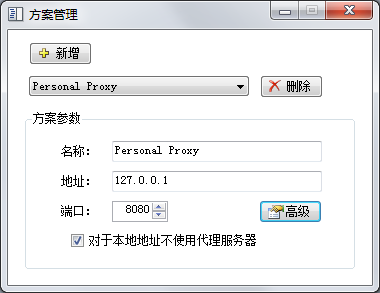 方案管理
新增
Personal Proxy
删除
方案参数
名称： Personal Proxy
地址： 127.0.0.1
端口： 8080
高级
对于本地地址不使用代理服务器